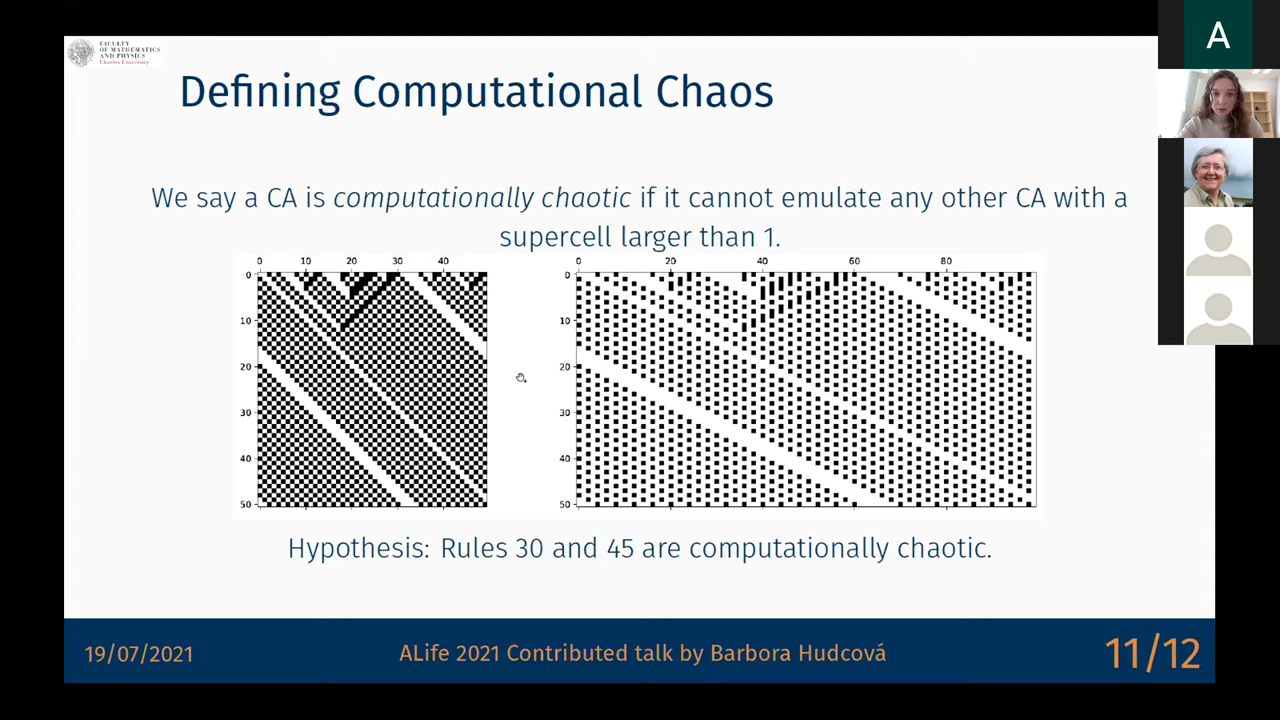 FACULTY
OF MATHEMATICS
AND PHYSICS
Charles University
Defining Computational Chaos
A
We say a CA is computationally chaotic if it cannot emulate any other CA with a
supercell larger than 1.
0 10 20 30 40
0
10
20
30
40
50
0 20 40 60 80
0
10
20
30
40
50
Hypothesis: Rules 30 and 45 are computationally chaotic.
19/07/2021
ALife 2021 Contributed talk by Barbora Hudcová
11/12